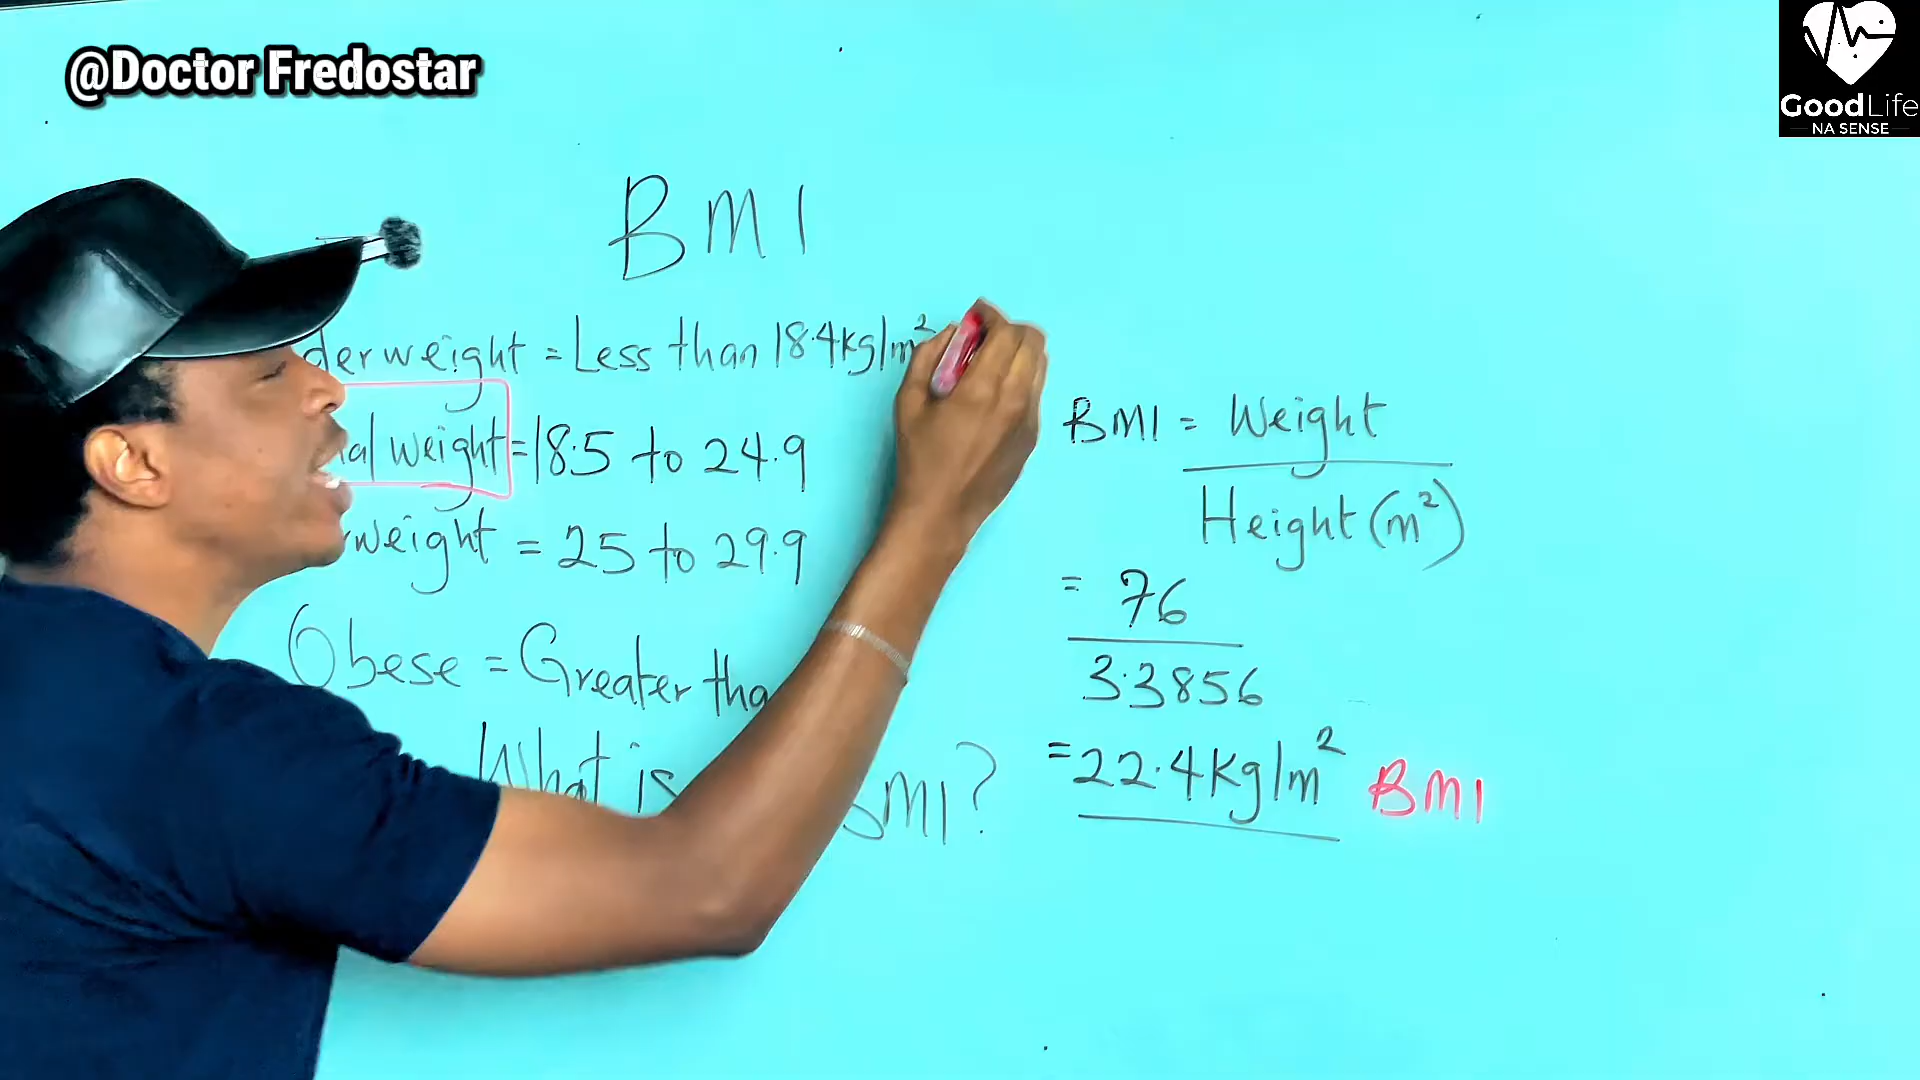 @Doctor Fredostar
GoodLife
NA SENSE
BMI
derweight = Less than 18.4kg/m²
al weight = 18.5 to 24.9
weight = 25 to 29.9
Obese = Greater tha
What is BMI?
BMI = Weight
Height (m²)
= 76
3.3856
= 22.4kg/m² BMI